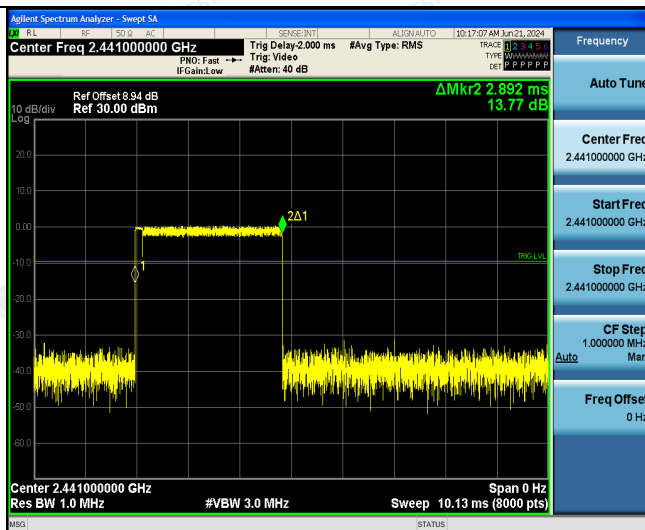 Agilent Spectrum Analyzer - Swept SA
LXI RL RF 50 Ω AC SENSE:INT ALIGN AUTO 10:17:07 AM Jun 21, 2024
Center Freq 2.441000000 GHz
PNO: Fast
IFGain:Low
Trig Delay-2.000 ms
Trig: Video
#Atten: 40 dB
#Avg Type: RMS
TRACE 1 2 3 4 5 6
TYPE W
DET P P P P P P
Ref Offset 8.94 dB
Ref 30.00 dBm
10 dB/div
Log
ΔMkr2 2.892 ms
13.77 dB
20.0
10.0
0.00
-10.0
-20.0
-30.0
-40.0
-50.0
-60.0
2Δ1
1
TRIG LVL
Center 2.441000000 GHz
Span 0 Hz
Res BW 1.0 MHz
#VBW 3.0 MHz
Sweep 10.13 ms (8000 pts)
MSG
STATUS
Frequency
Auto Tune
Center Freq
2.441000000 GHz
Start Freq
2.441000000 GHz
Stop Freq
2.441000000 GHz
CF Step
1.000000 MHz
Auto Man
Freq Offset
0 Hz